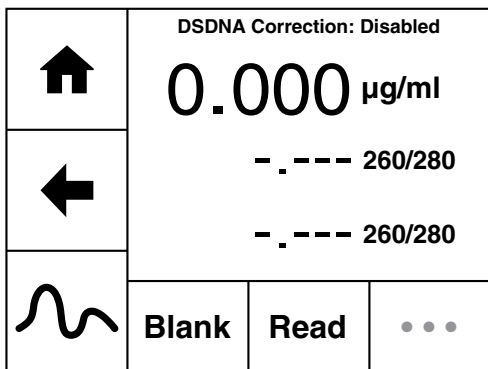 DSDNA Correction: Disabled
0.000 µg/ml
-.--- 260/280
-.--- 260/280
Blank Read